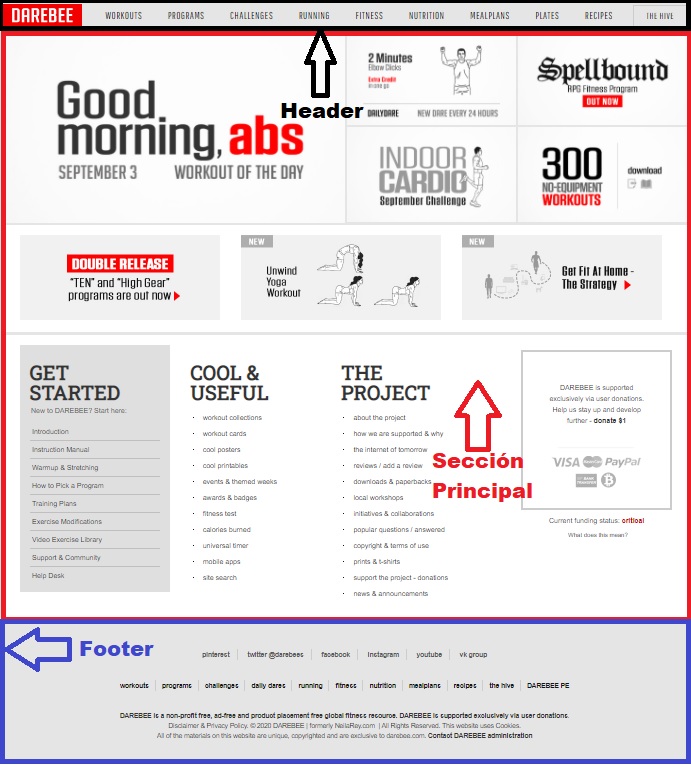 DAREBEE
WORKOUTS PROGRAMS CHALLENGES RUNNING FITNESS NUTRITION MEALPLANS PLATES RECIPES THE HIVE
Header
Good
morning, abs
SEPTEMBER 3 WORKOUT OF THE DAY
2 Minutes
Elbow Clicks
Extra Credit
in one go
DAILYDARE NEW DARE EVERY 24 HOURS
Spellbound
RPG Fitness Program
OUT NOW
INDOOR
CARDIO
September Challenge
300
NO-EQUIPMENT
WORKOUTS
download
DOUBLE RELEASE
"TEN" and "High Gear"
programs are out now
NEW
Unwind
Yoga
Workout
NEW
Get Fit At Home -
The Strategy
GET
STARTED
New to DAREBEE? Start here:
Introduction
Instruction Manual
Warmup & Stretching
How to Pick a Program
Training Plans
Exercise Modifications
Video Exercise Library
Support & Community
Help Desk
COOL &
USEFUL
workout collections
workout cards
cool posters
cool printables
events & themed weeks
awards & badges
fitness test
calories burned
universal timer
mobile apps
site search
THE
PROJECT
about the project
how we are supported & why
the internet of tomorrow
reviews / add a review
downloads & paperbacks
local workshops
initiatives & collaborations
popular questions / answered
copyright & terms of use
prints & t-shirts
support the project - donations
news & announcements
Sección
Principal
DAREBEE is supported
exclusively via user donations.
Help us stay up and develop
further - donate $1
VISA PayPal
BANK TRANSFER
Current funding status: critical
What does this mean?
Footer
pinterest twitter @darebees facebook Instagram youtube vk group
workouts programs challenges daily dares running fitness nutrition mealplans recipes the hive DAREBEE PE
DAREBEE is a non-profit free, ad-free and product placement free global fitness resource. DAREBEE is supported exclusively via user donations.
Disclaimer & Privacy Policy. © 2020 DAREBEE | formerly NeilaRey.com | All Rights Reserved. This website uses Cookies.
All of the materials on this website are unique, copyrighted and are exclusive to darebee.com. Contact DAREBEE administration